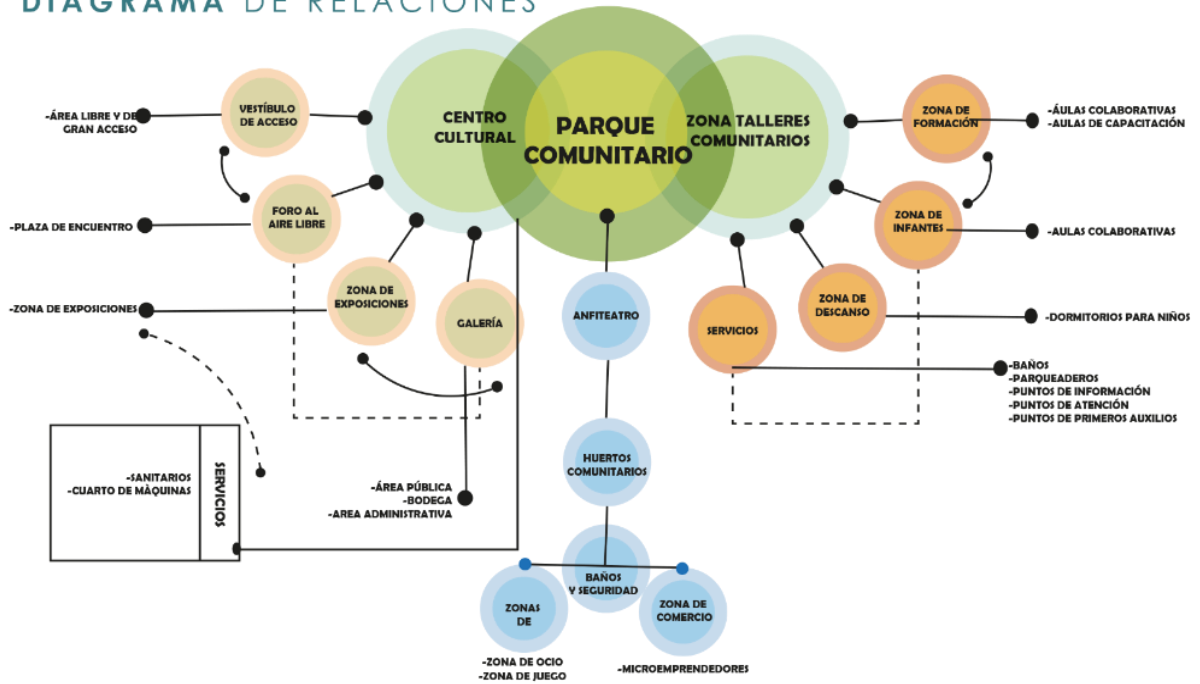 DIAGRAMA DE RELACIONES
CENTRO
CULTURAL
PARQUE
COMUNITARIO
ZONA TALLERES
COMUNITARIOS
VESTÍBULO
DE ACCESO
-ÁREA LIBRE Y DE
GRAN ACCESO
FORO AL
AIRE LIBRE
-PLAZA DE ENCUENTRO
ZONA DE
EXPOSICIONES
-ZONA DE EXPOSICIONES
GALERÍA
-ÁREA PÚBLICA
-BODEGA
-AREA ADMINISTRATIVA
-SANITARIOS
-CUARTO DE MÀQUINAS
SERVICIOS
ANFITEATRO
HUERTOS
COMUNITARIOS
BAÑOS
Y SEGURIDAD
ZONAS
DE
-ZONA DE OCIO
-ZONA DE JUEGO
ZONA DE
COMERCIO
-MICROEMPRENDEDORES
ZONA DE
FORMACIÓN
-ÁULAS COLABORATIVAS
-AULAS DE CAPACITACIÓN
ZONA DE
INFANTES
-AULAS COLABORATIVAS
ZONA DE
DESCANSO
-DORMITORIOS PARA NIÑOS
SERVICIOS
-BAÑOS
-PARQUEADEROS
-PUNTOS DE INFORMACIÓN
-PUNTOS DE ATENCIÓN
-PUNTOS DE PRIMEROS AUXILIOS